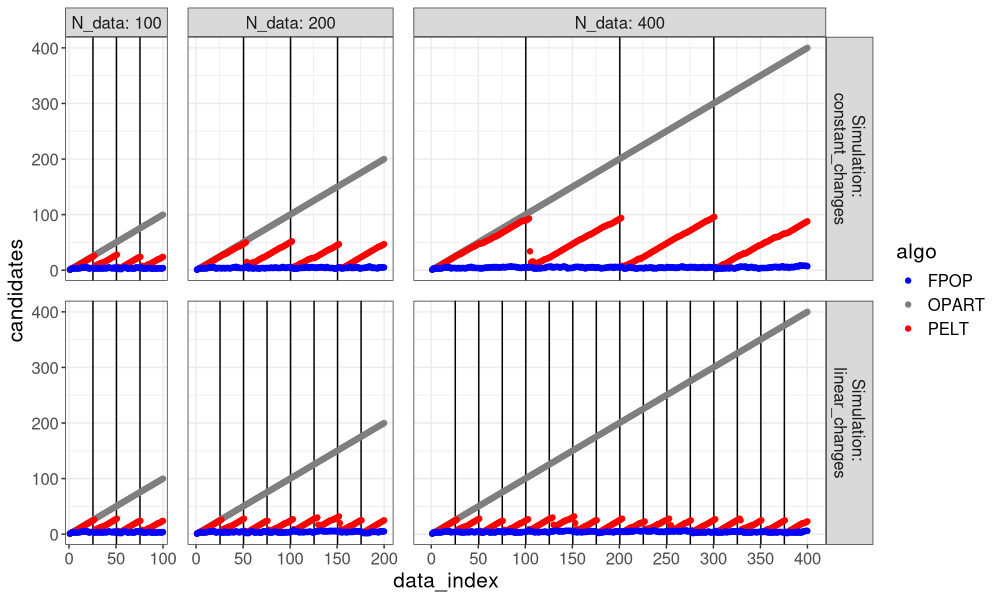 N_data: 100
N_data: 200
N_data: 400
candidates
400
300
200
100
0
Simulation:
constant_changes
400
300
200
100
0
Simulation:
linear_changes
0 50 100
0 50 100 150 200
0 50 100 150 200 250 300 350 400
data_index
algo
FPOP
OPART
PELT